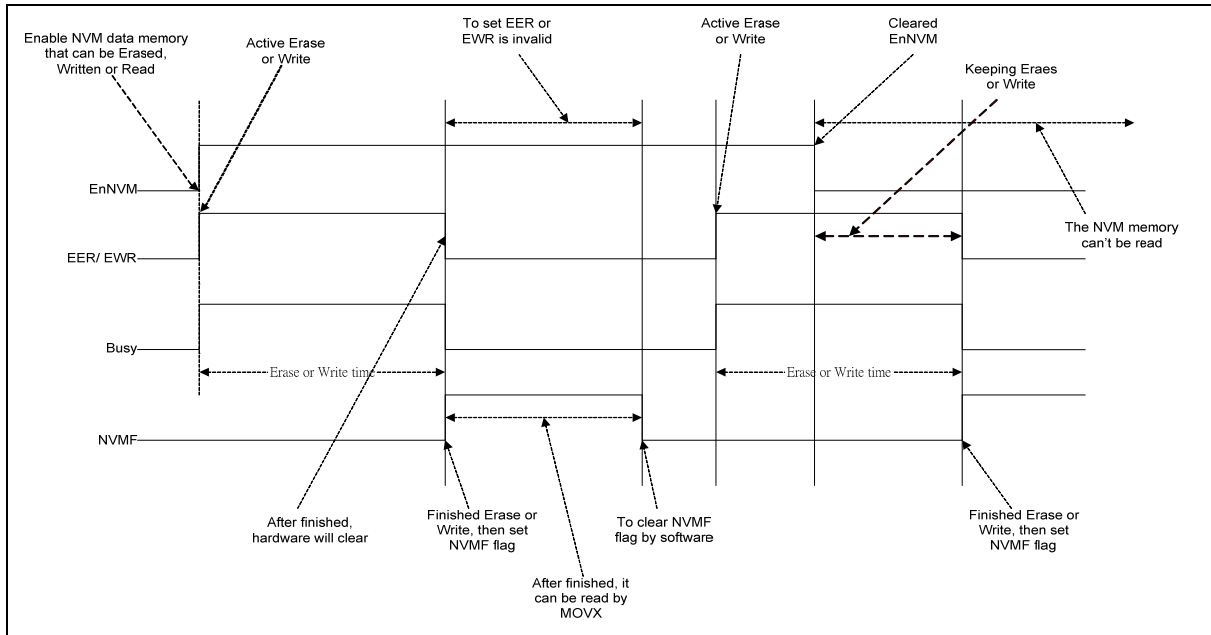 Enable NVM data memory
that can be Erased,
Written or Read
Active Erase
or Write
To set EER or
EWR is invalid
Active Erase
or Write
Cleared
EnNVM
Keeping Eraes
or Write
EnNVM
The NVM memory
can't be read
EER/ EWR
Busy
Erase or Write time
Erase or Write time
NVMF
After finished,
hardware will clear
Finished Erase or
Write, then set
NVMF flag
To clear NVMF
flag by software
Finished Erase or
Write, then set
NVMF flag
After finished, it
can be read by
MOVX